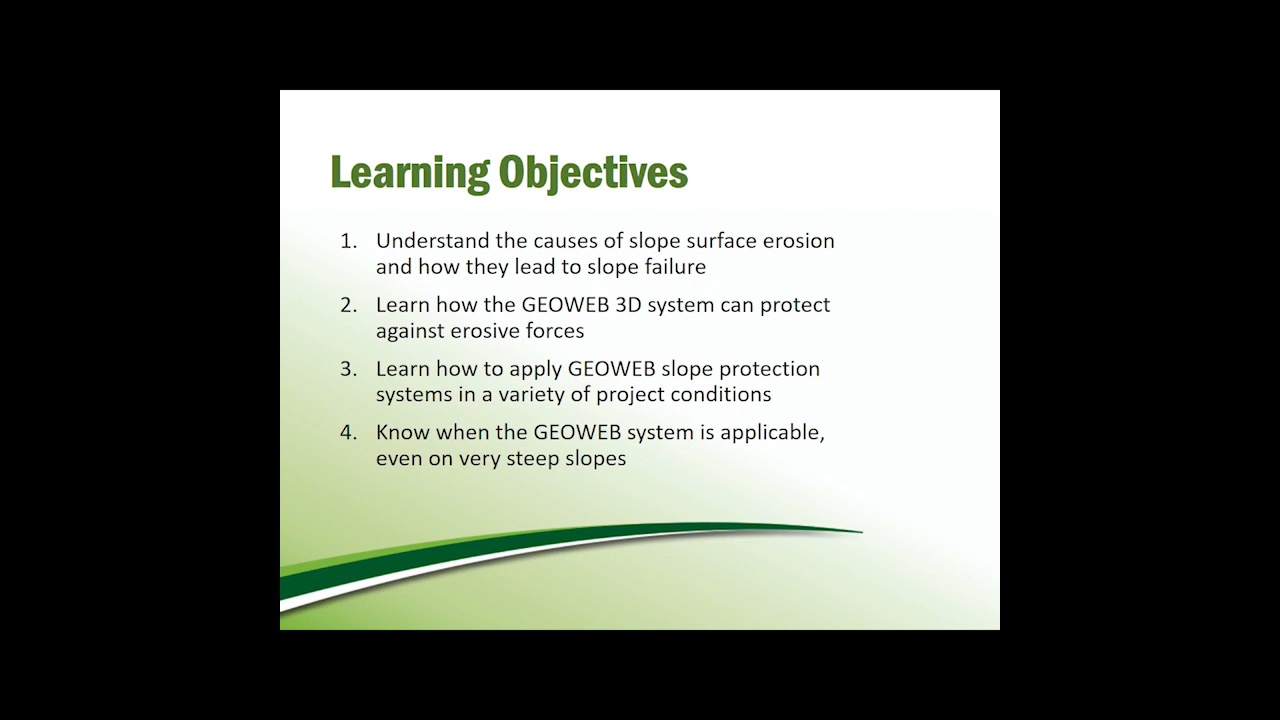 Learning Objectives
1. Understand the causes of slope surface erosion
and how they lead to slope failure
2. Learn how the GEOWEB 3D system can protect
against erosive forces
3. Learn how to apply GEOWEB slope protection
systems in a variety of project conditions
4. Know when the GEOWEB system is applicable,
even on very steep slopes